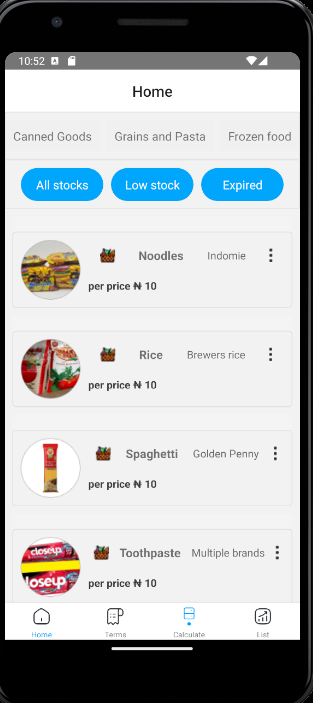 10:52
Home
Canned Goods Grains and Pasta Frozen food
All stocks Low stock Expired
Noodles Indomie
per price ₦ 10
Rice Brewers rice
per price ₦ 10
Spaghetti Golden Penny
per price ₦ 10
Toothpaste Multiple brands
closeup
closeup
per price ₦ 10
Home Terms Calculate List